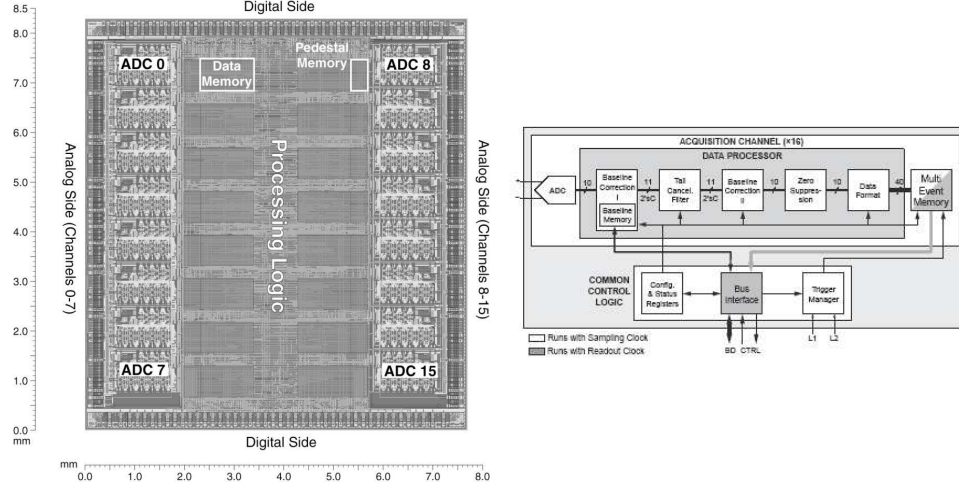 Digital Side
8.5
8.0
7.0
6.0
5.0
4.0
3.0
2.0
1.0
0.0
mm
Analog Side (Channels 0-7)
ADC 0
Data
Memory
Pedestal
Memory
ADC 8
Processing Logic
ADC 7
ADC 15
Analog Side (Channels 8-15)
Digital Side
mm
0.0 1.0 2.0 3.0 4.0 5.0 6.0 7.0 8.0
ACQUISITION CHANNEL (×16)
DATA PROCESSOR
ADC
10
Baseline
Correction
I
Baseline
Memory
11
2'sC
Tail
Cancel.
Filter
11
2'sC
Baseline
Correction
II
10
Zero
Suppres-
sion
10
Data
Format
40
Multi
Event
Memory
COMMON
CONTROL
LOGIC
Config.
& Status
Registers
Bus
Interface
Trigger
Manager
BD CTRL
L1 L2
Runs with Sampling Clock
Runs with Readout Clock